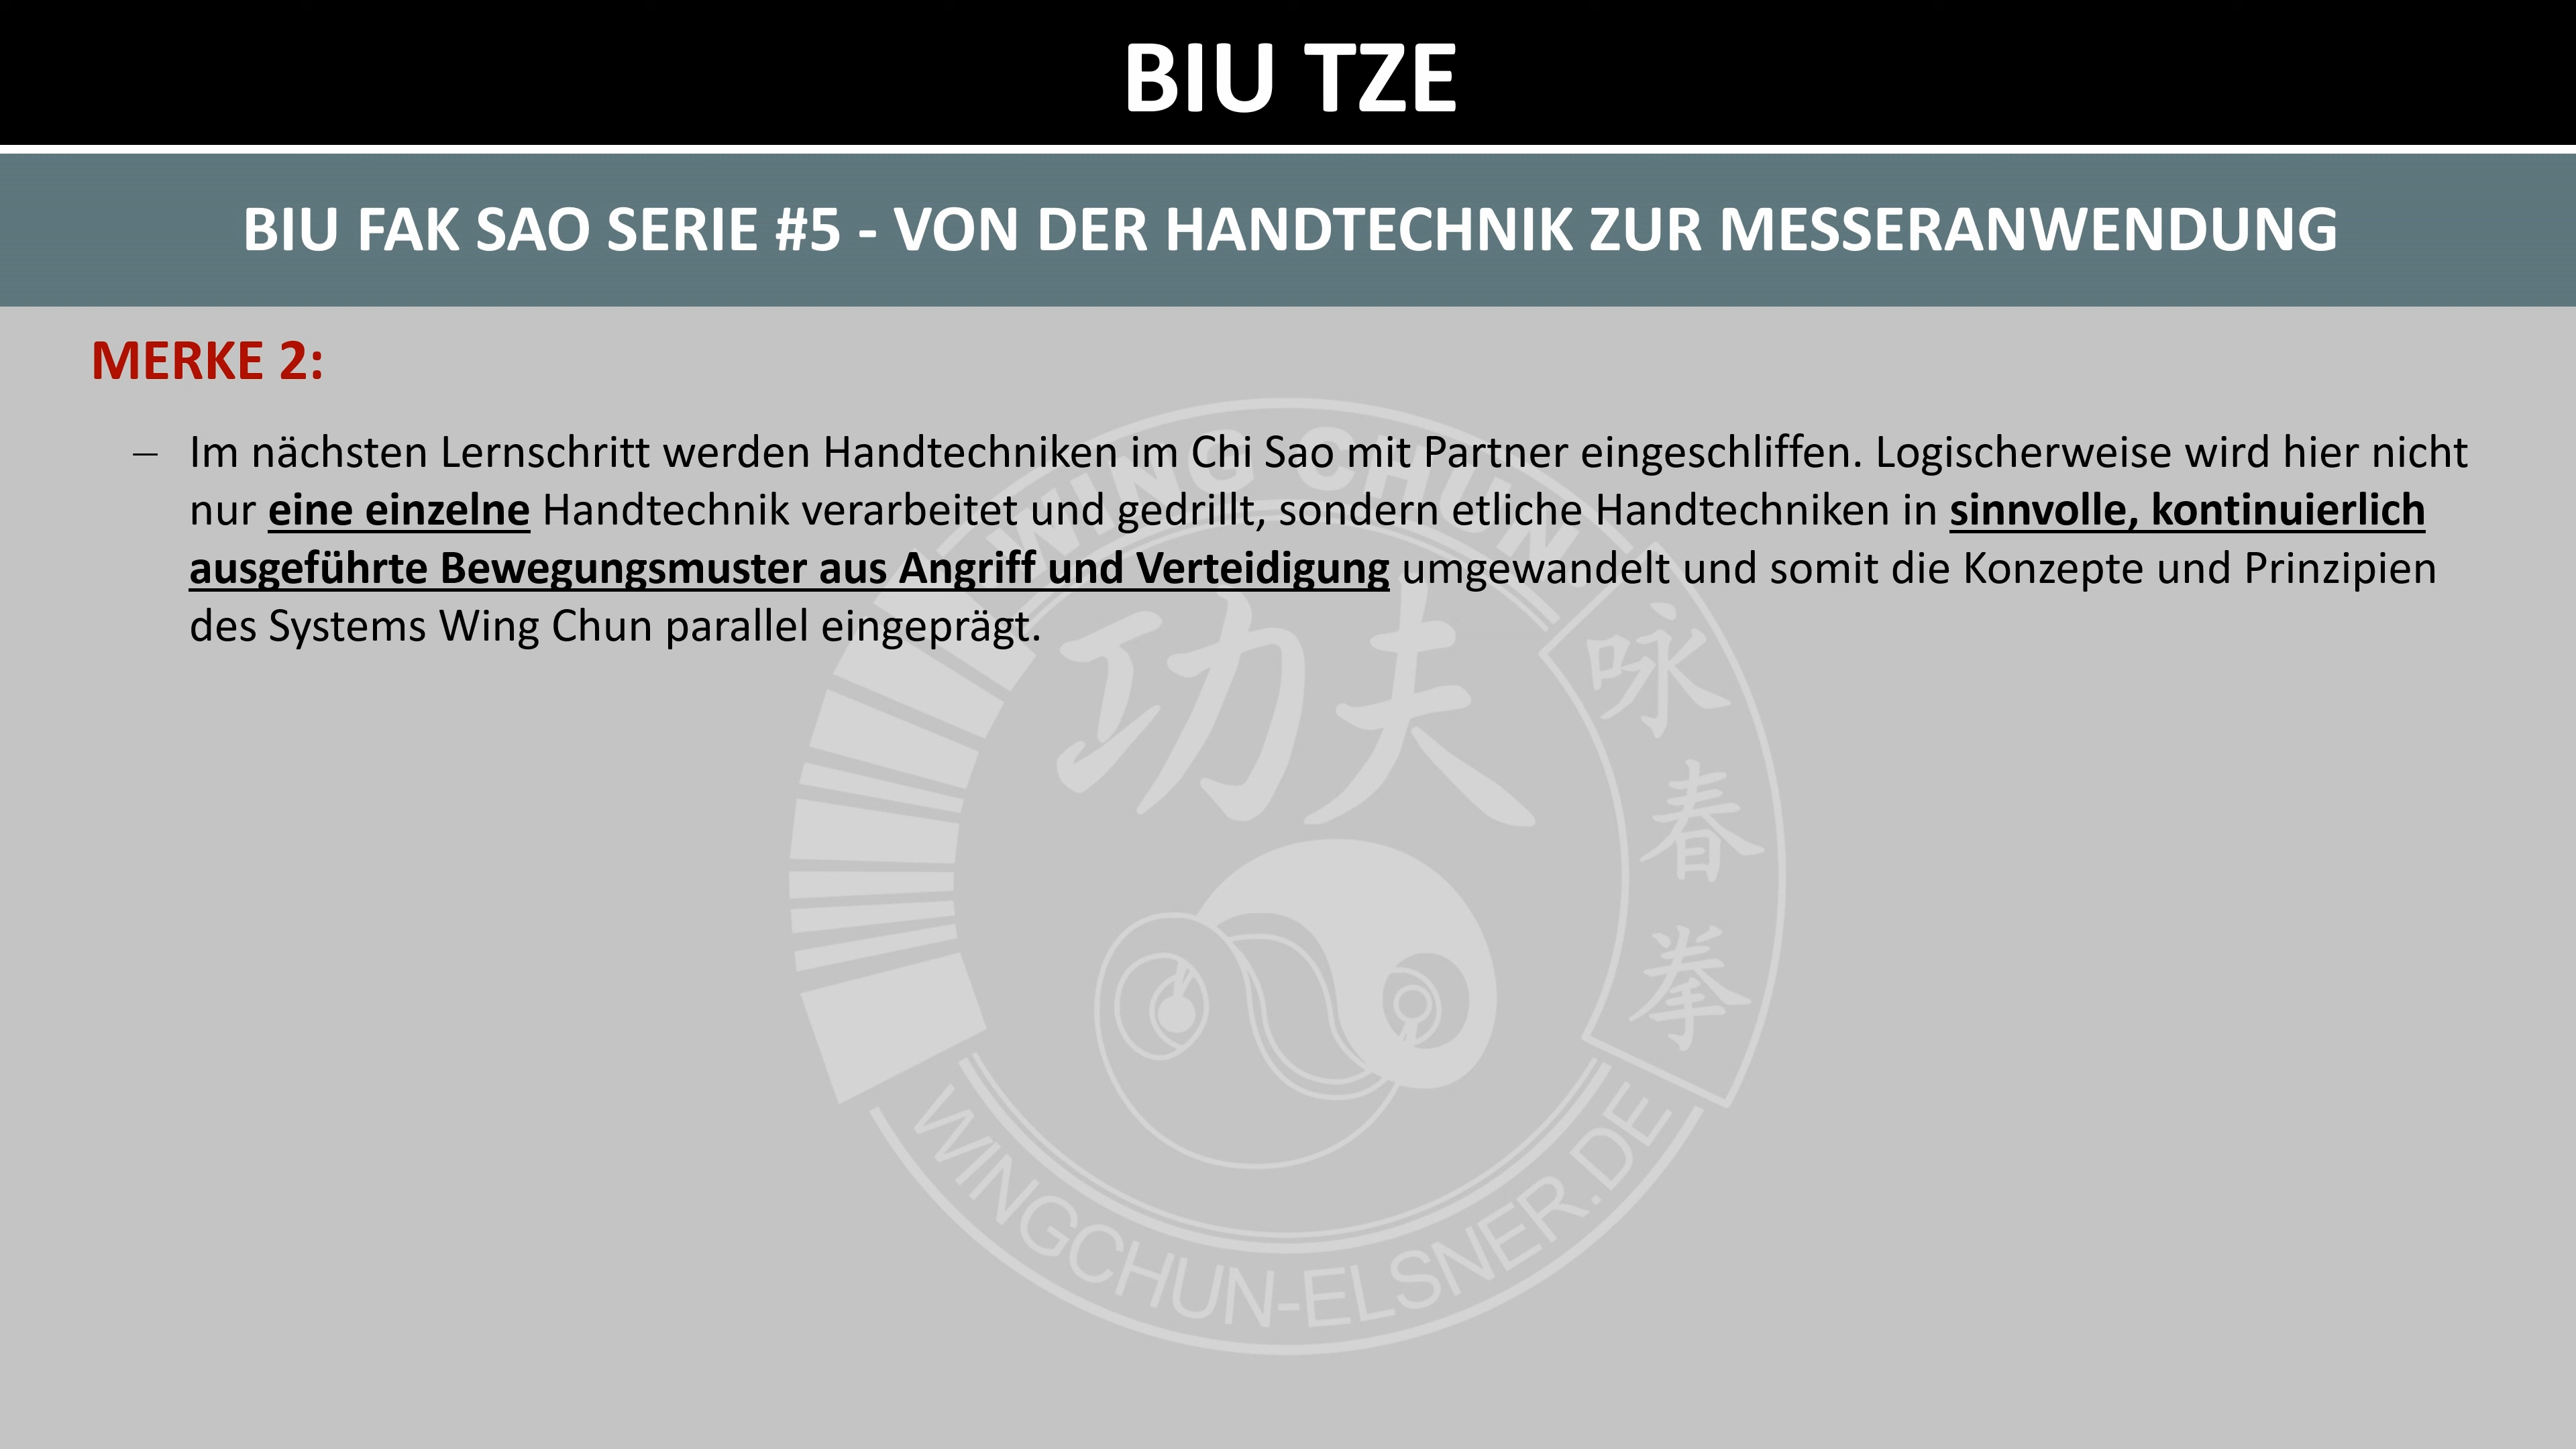 BIU TZE
BIU FAK SAO SERIE #5 - VON DER HANDTECHNIK ZUR MESSERANWENDUNG
MERKE 2:
– Im nächsten Lernschritt werden Handtechniken im Chi Sao mit Partner eingeschliffen. Logischerweise wird hier nicht
nur eine einzelne Handtechnik verarbeitet und gedrillt, sondern etliche Handtechniken in sinnvolle, kontinuierlich
ausgeführte Bewegungsmuster aus Angriff und Verteidigung umgewandelt und somit die Konzepte und Prinzipien
des Systems Wing Chun parallel eingeprägt.
WING CHUN
功夫
咏
春
拳
WINGCHUN-ELSNER.DE